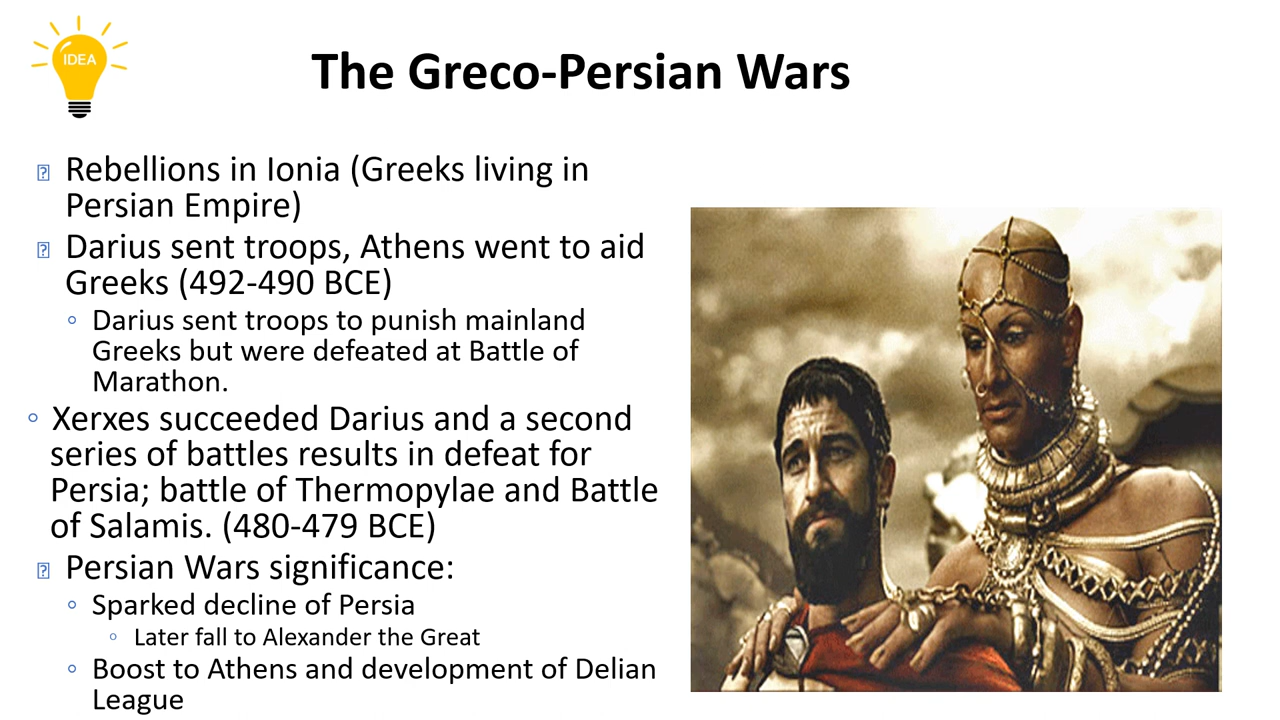 IDEA
The Greco-Persian Wars
Rebellions in Ionia (Greeks living in
Persian Empire)
Darius sent troops, Athens went to aid
Greeks (492-490 BCE)
Darius sent troops to punish mainland
Greeks but were defeated at Battle of
Marathon.
Xerxes succeeded Darius and a second
series of battles results in defeat for
Persia; battle of Thermopylae and Battle
of Salamis. (480-479 BCE)
Persian Wars significance:
Sparked decline of Persia
Later fall to Alexander the Great
Boost to Athens and development of Delian
League